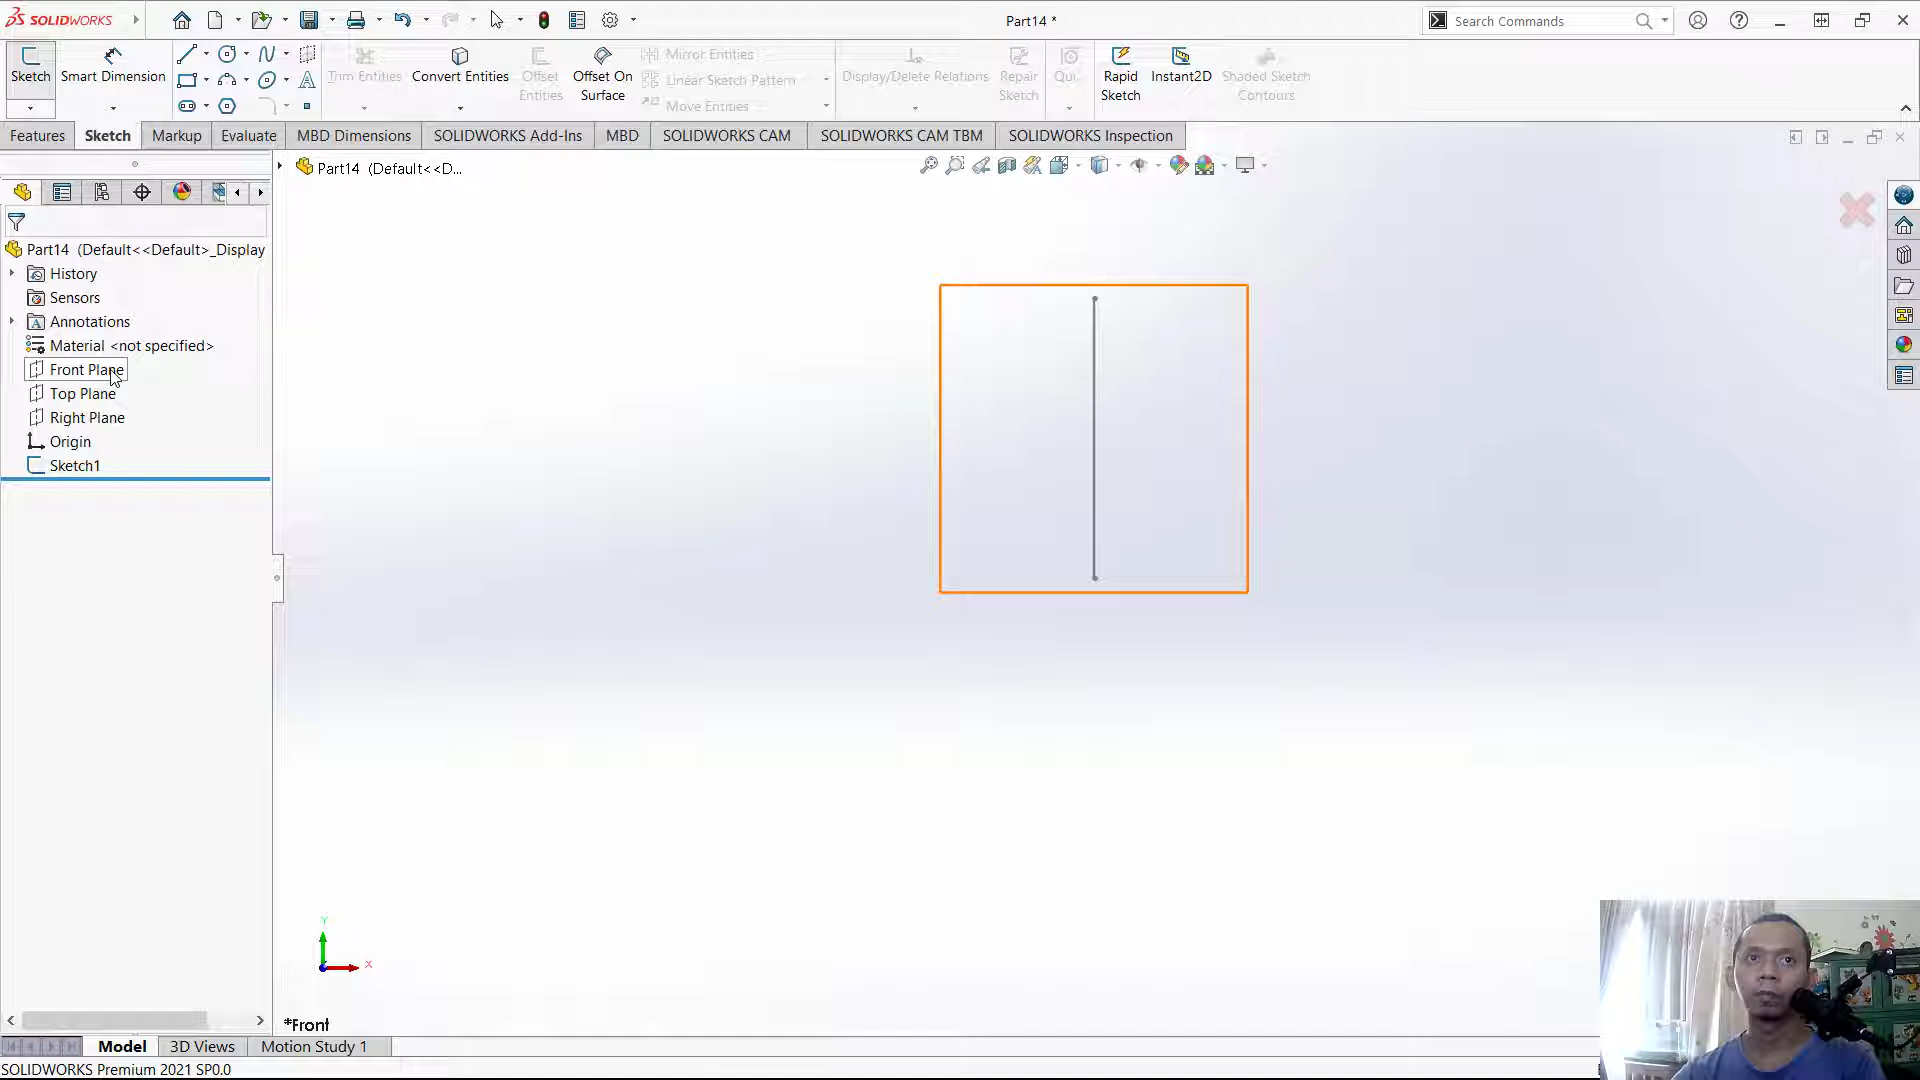 SOLIDWORKS
Part14 *
Search Commands
Sketch
Smart Dimension
Trim Entities
Convert Entities
Offset Entities
Offset On Surface
Mirror Entities
Linear Sketch Pattern
Move Entities
Display/Delete Relations
Repair Sketch
Qui...
Rapid Sketch
Instant2D
Shaded Sketch Contours
Features
Sketch
Markup
Evaluate
MBD Dimensions
SOLIDWORKS Add-Ins
MBD
SOLIDWORKS CAM
SOLIDWORKS CAM TBM
SOLIDWORKS Inspection
Part14 (Default<<D...
Part14 (Default<<Default>_Display
History
Sensors
Annotations
Material <not specified>
Front Plane
Top Plane
Right Plane
Origin
Sketch1
Y
X
*Front
Model
3D Views
Motion Study 1
SOLIDWORKS Premium 2021 SP0.0